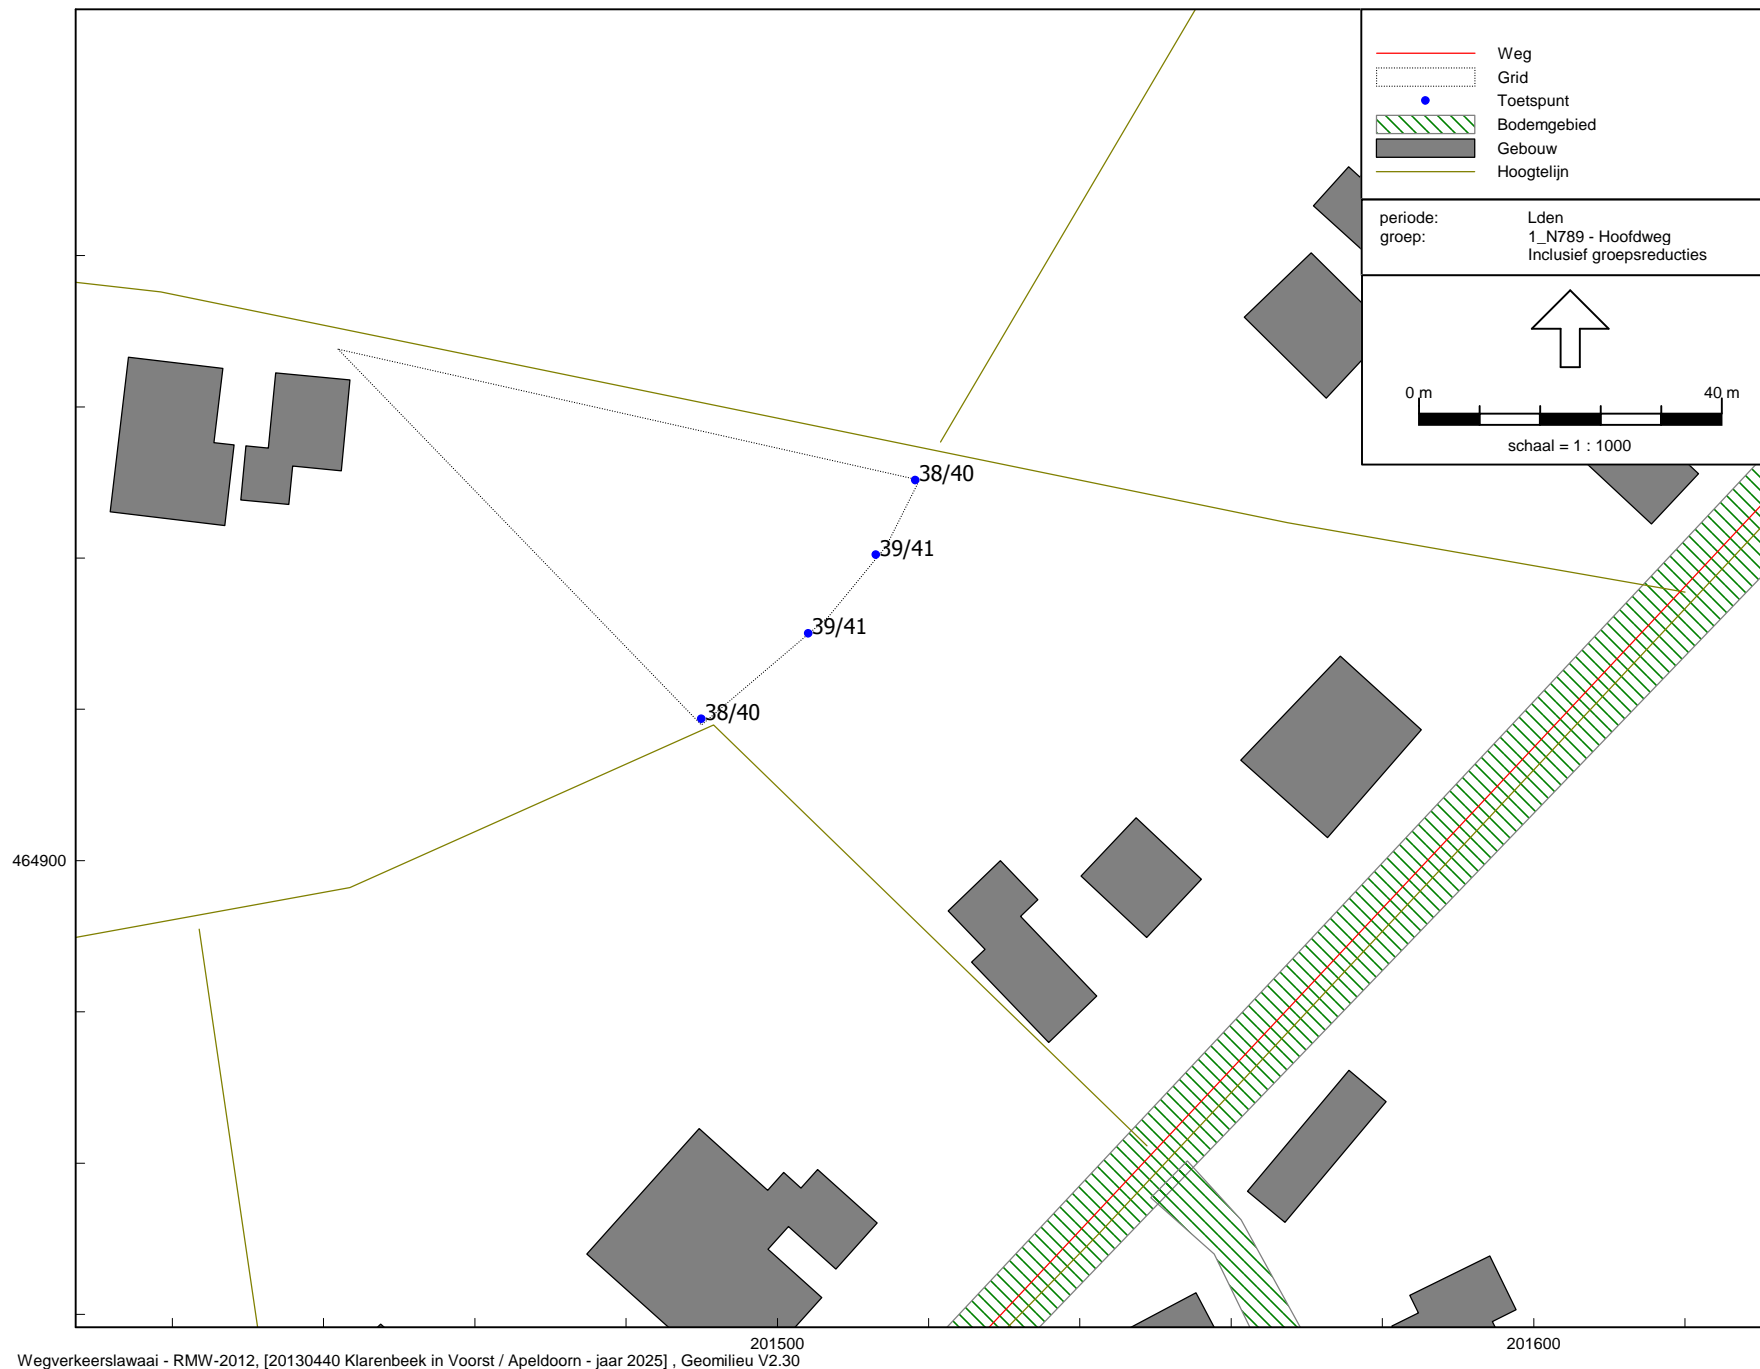 Weg
Grid
Toetspunt
Bodemgebied
Gebouw
Hoogtelijn
periode: Lden
groep: 1_N789 - Hoofdweg
Inclusief groepsreducties
0 m 40 m
schaal = 1 : 1000
38/40
39/41
39/41
38/40
464900
201500 201600
Wegverkeerslawaai - RMW-2012, [20130440 Klarenbeek in Voorst / Apeldoorn - jaar 2025] , Geomilieu V2.30